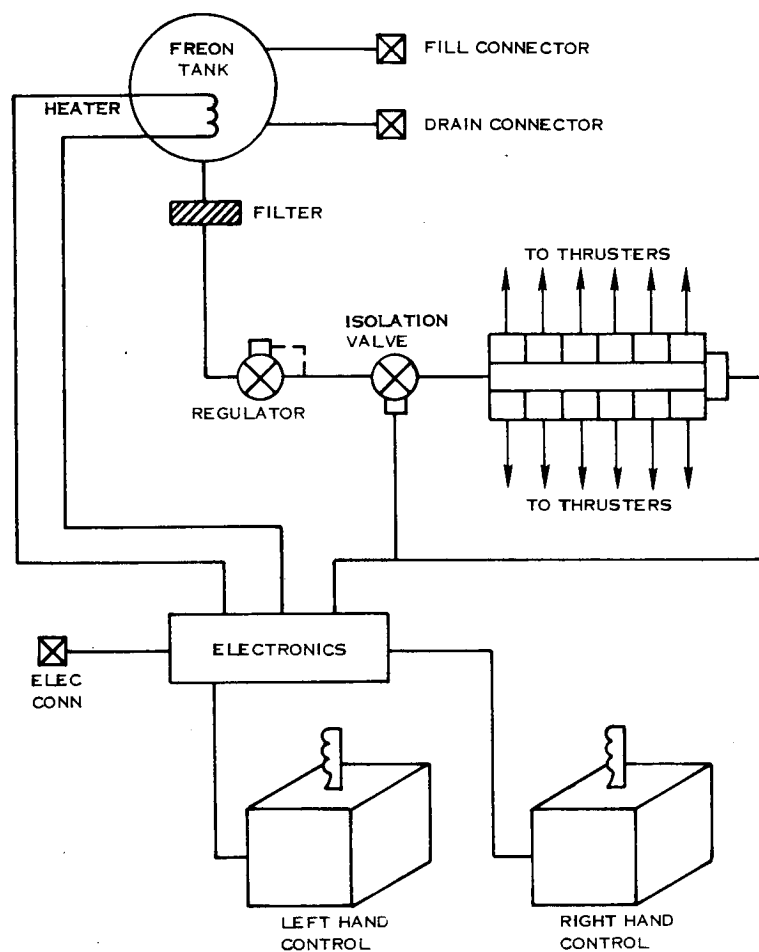 FREON
TANK
FILL CONNECTOR
HEATER
DRAIN CONNECTOR
FILTER
TO THRUSTERS
ISOLATION
VALVE
REGULATOR
TO THRUSTERS
ELECTRONICS
ELEC
CONN
LEFT HAND
CONTROL
RIGHT HAND
CONTROL